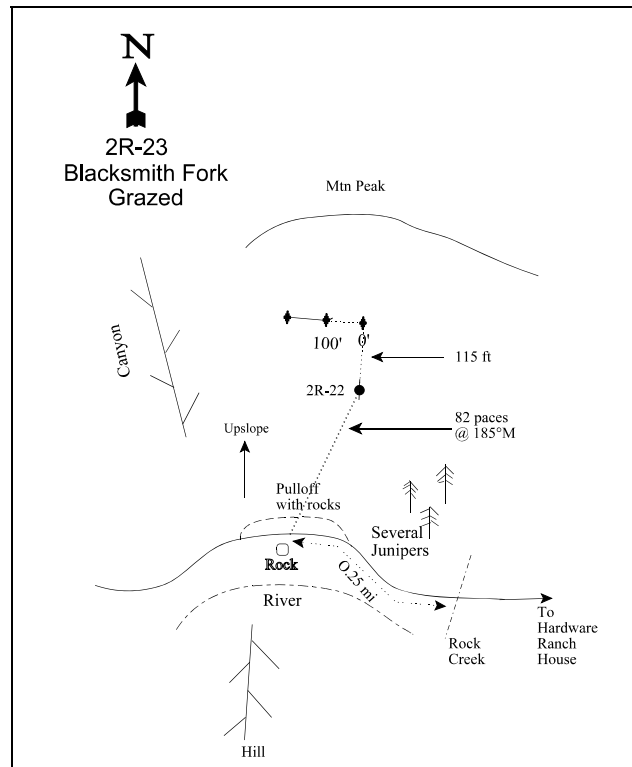 N
2R-23
Blacksmith Fork
Grazed
Mtn Peak
Canyon
100'
0'
115 ft
2R-22
82 paces
@ 185°M
Upslope
Pulloff
with rocks
Several
Junipers
Rock
0.25 mi
River
To
Hardware
Ranch
House
Rock
Creek
Hill